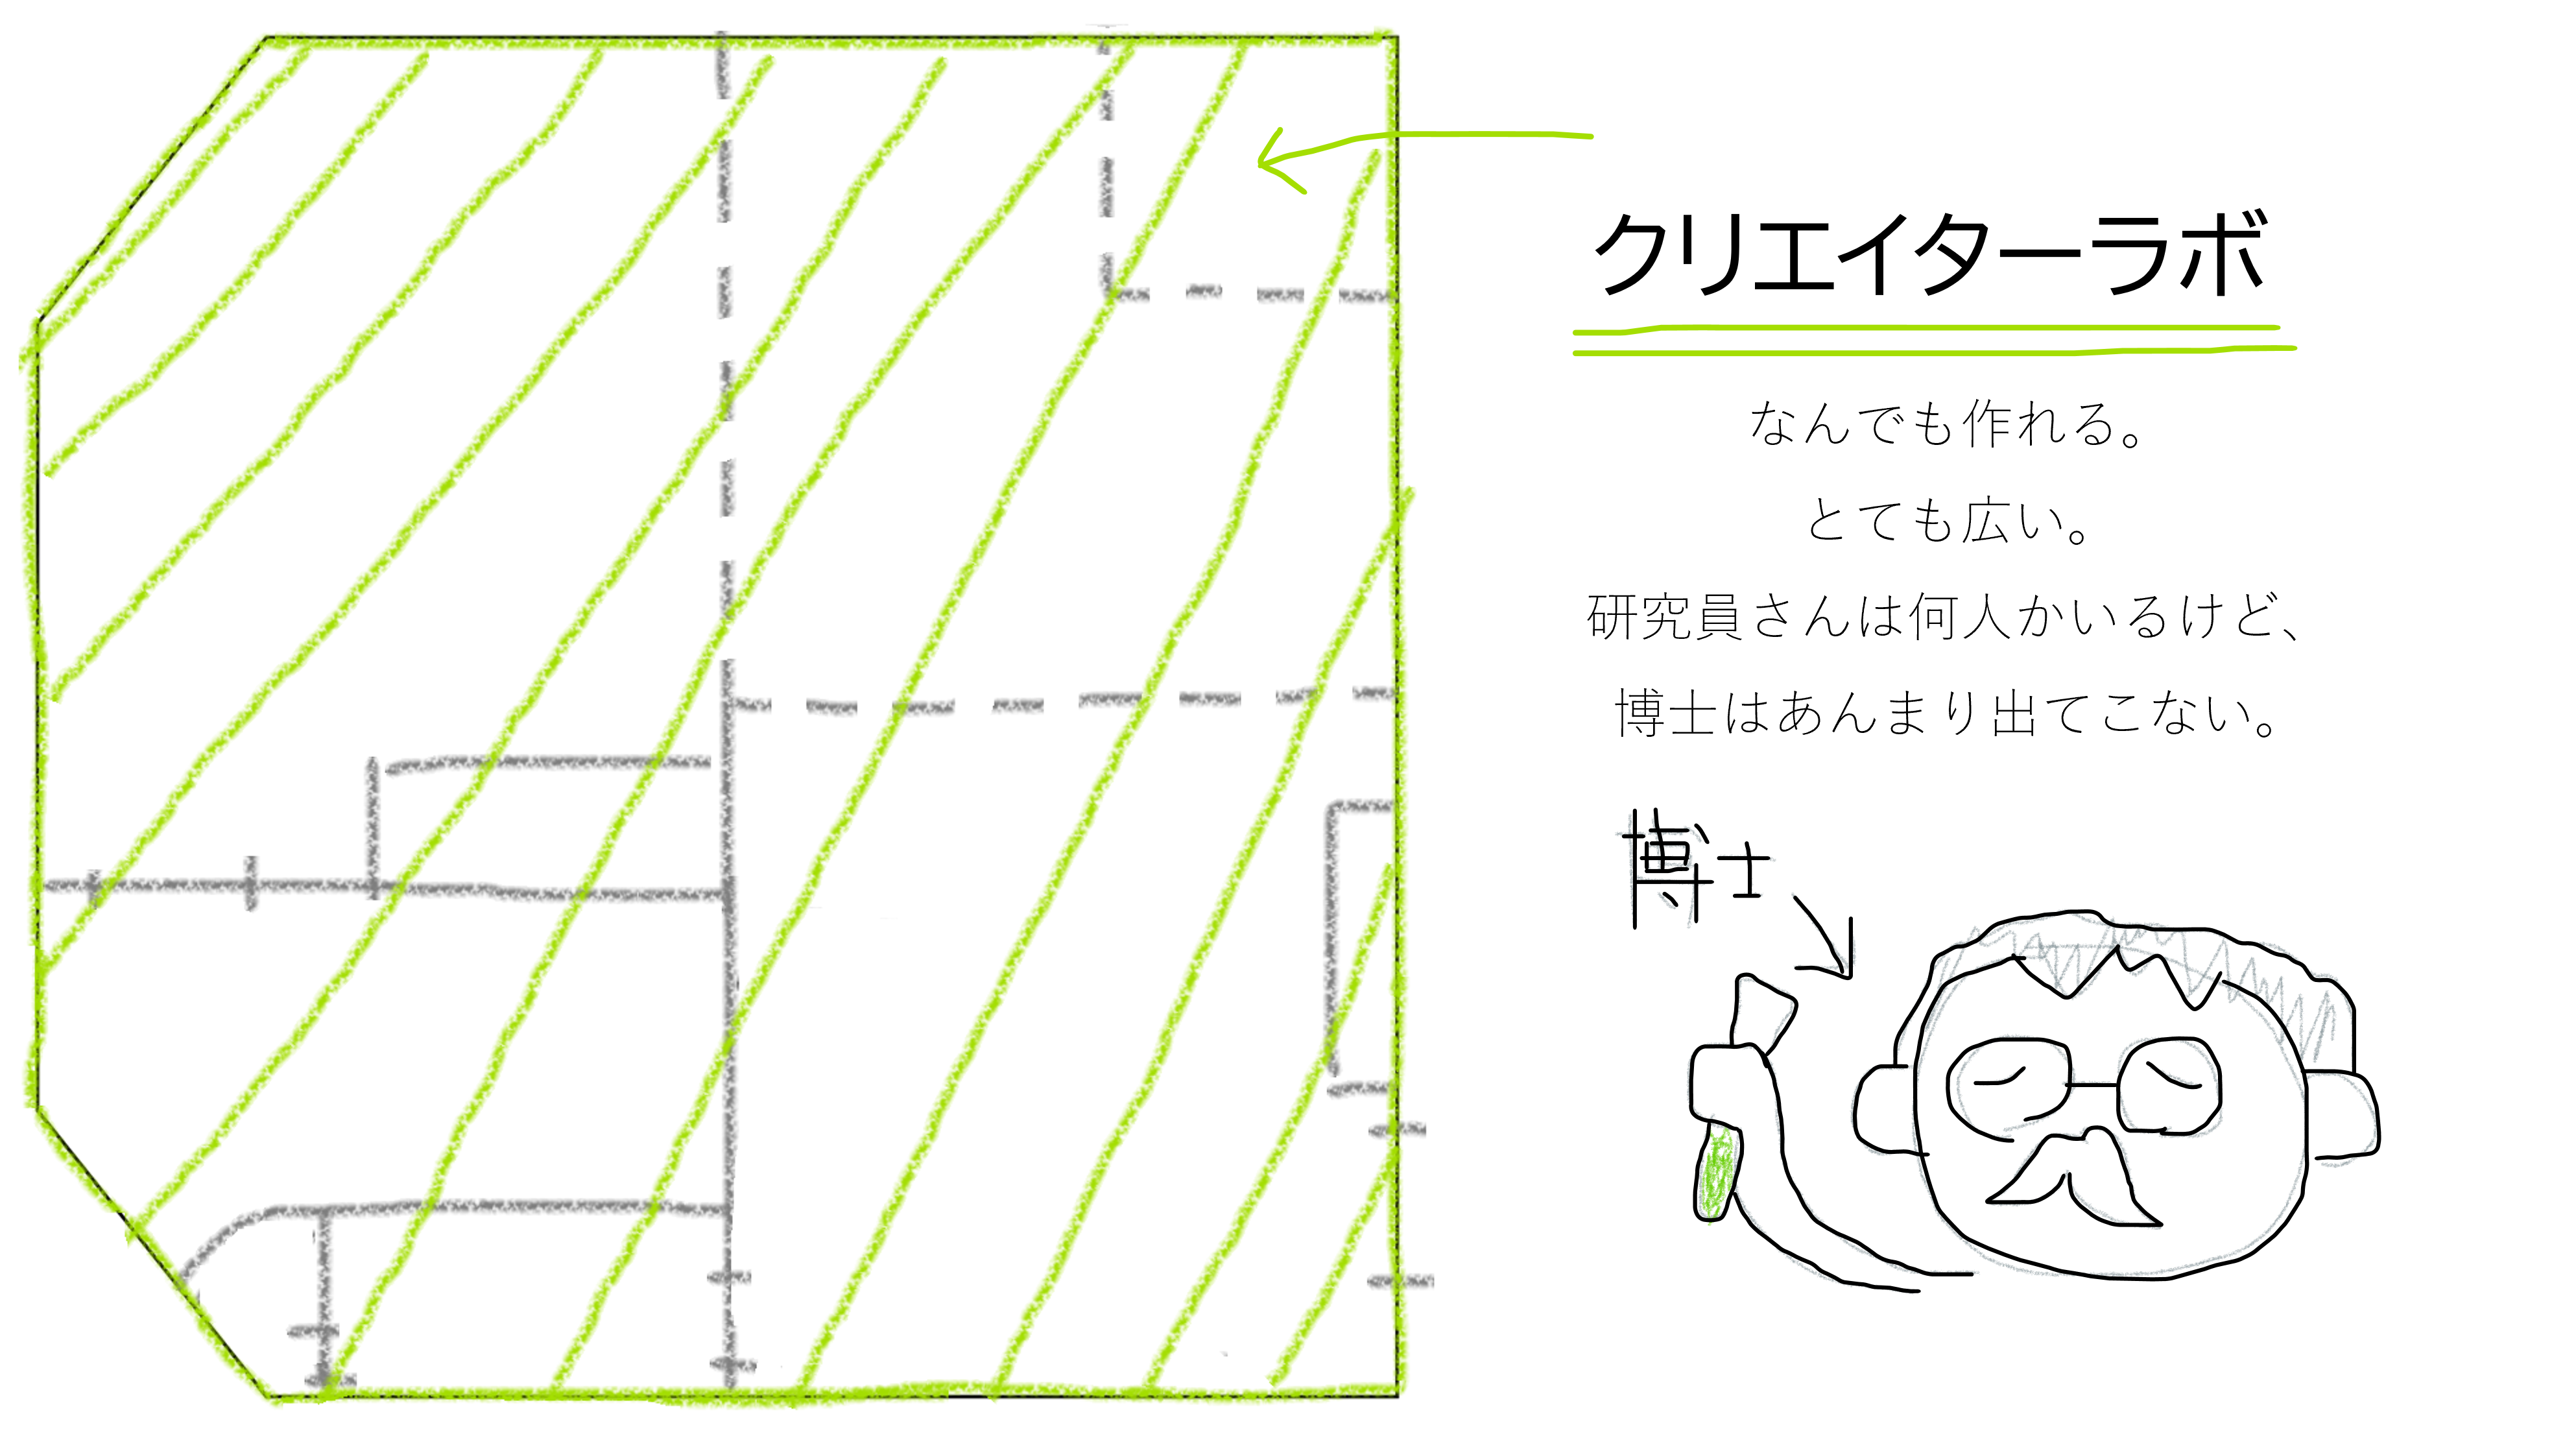 クリエイターラボ
なんでも作れる。
とても広い。
研究員さんは何人かいるけど、
博士はあんまり出てこない。
博士